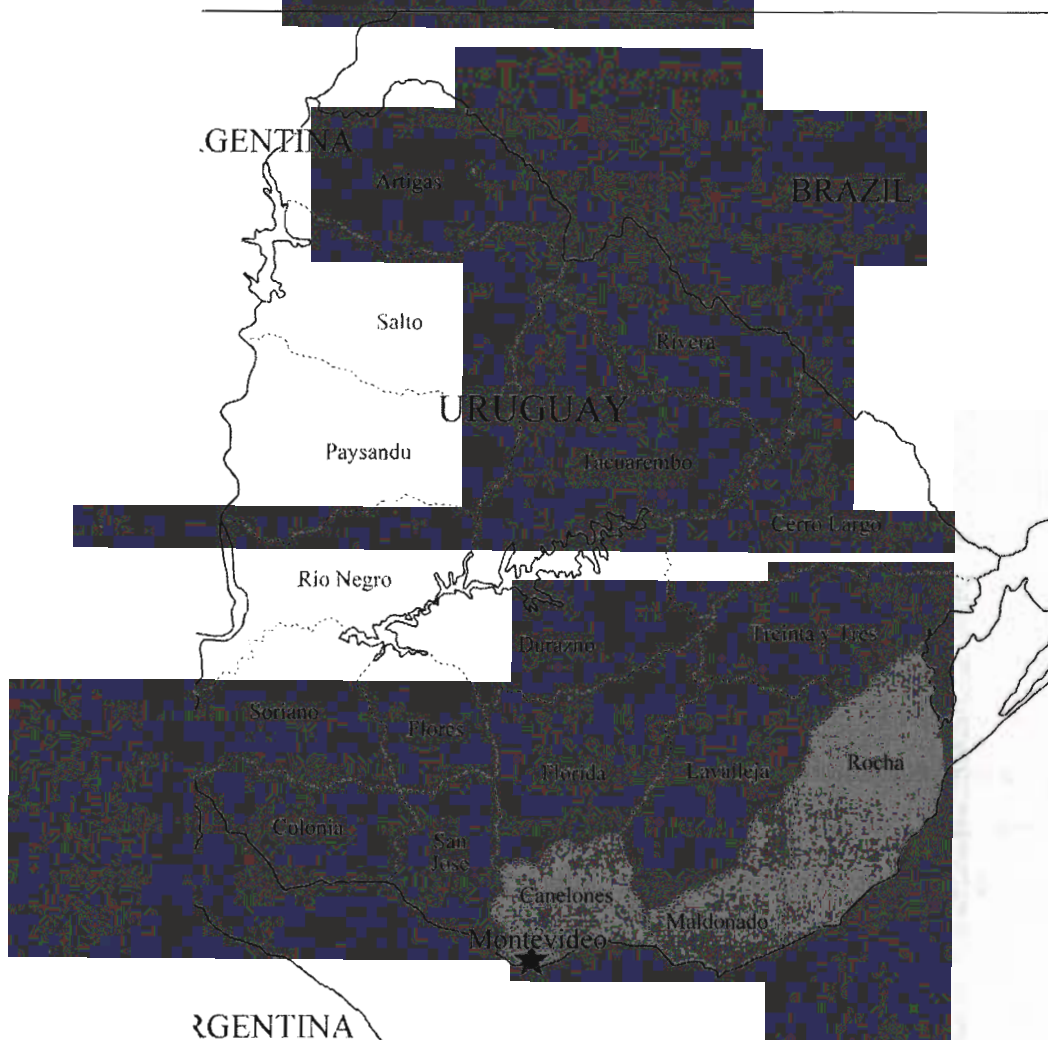 .GENTINA
Artigas
BRAZIL
Salto
Rivera
URUGUAY
Paysandu
Tacuarembo
Cerro Largo
Rio Negro
Durazno
Treinta y Tres
Soriano
Flores
Florida
Lavalleja
Rocha
Colonia
San
Jose
Canelones
Maldonado
Montevideo
RGENTINA